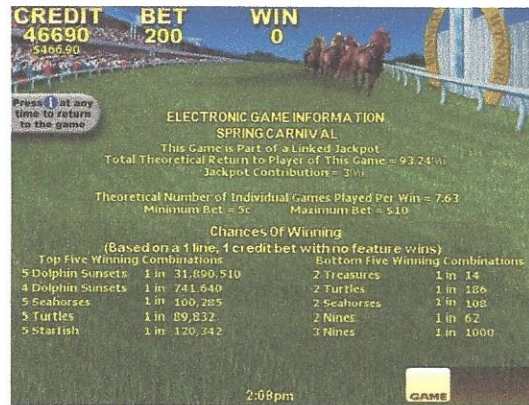 CREDIT BET WIN
46690 200 0
$466.90
Press i at any
time to return
to the game
ELECTRONIC GAME INFORMATION
SPRING CARNIVAL
This Game is Part of a Linked Jackpot
Total Theoretical Return to Player of This Game = 93.24%
Jackpot Contribution = 3%
Theoretical Number of Individual Games Played Per Win = 7.63
Minimum Bet = 5c Maximum Bet = $10
Chances Of Winning
(Based on a 1 line, 1 credit bet with no feature wins)
Top Five Winning Combinations Bottom Five Winning Combinations
5 Dolphin Sunsets 1 in 31,890,510 2 Treasures 1 in 14
4 Dolphin Sunsets 1 in 741,640 2 Turtles 1 in 186
5 Seahorses 1 in 100,285 2 Seahorses 1 in 108
5 Turtles 1 in 89,832 2 Nines 1 in 62
5 Starfish 1 in 120,342 3 Nines 1 in 1000
2:08pm
GAME